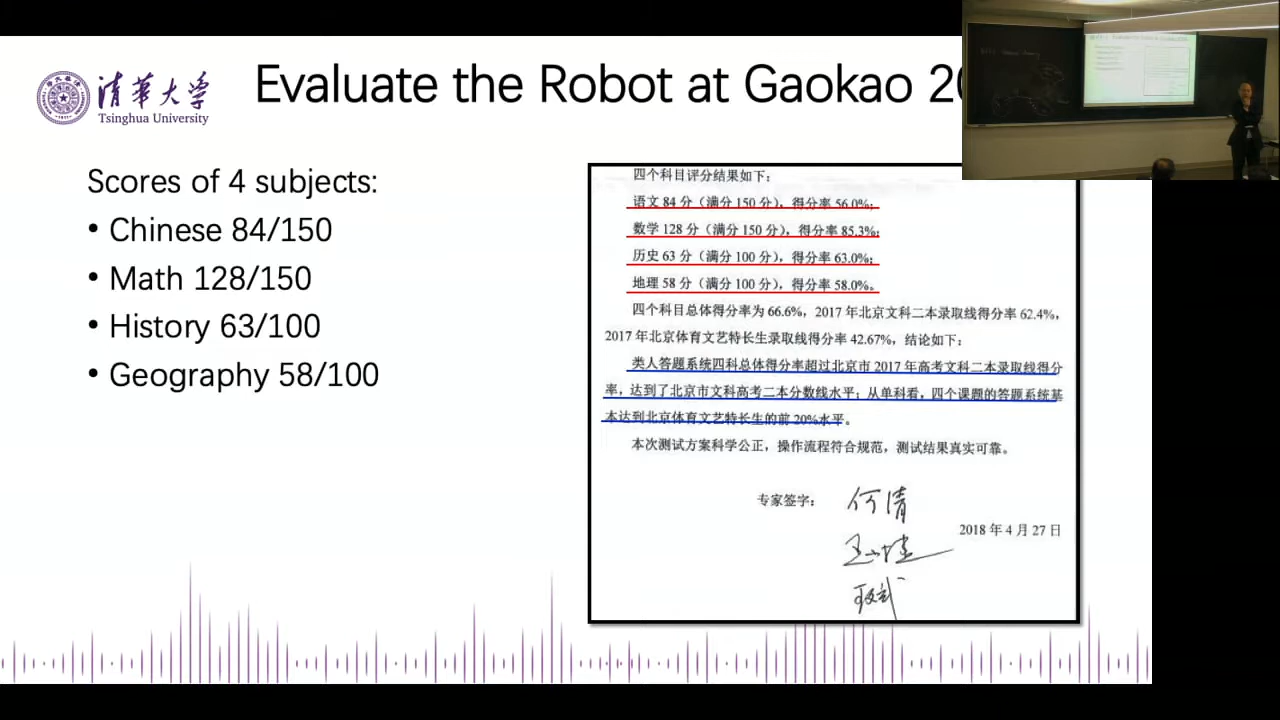 清华大学
Tsinghua University
Evaluate the Robot at Gaokao 20
Scores of 4 subjects:
• Chinese 84/150
• Math 128/150
• History 63/100
• Geography 58/100
四个科目评分结果如下：
语文 84 分（满分 150 分），得分率 56.0%；
数学 128 分（满分 150 分），得分率 85.3%；
历史 63 分（满分 100 分），得分率 63.0%；
地理 58 分（满分 100 分），得分率 58.0%。
四个科目总体得分率为 66.6%，2017 年北京文科二本录取线得分率 62.4%，
2017 年北京体育文艺特长生录取线得分率 42.67%，结论如下：
类人答题系统四科总体得分率超过北京市 2017 年高考文科二本录取线得分
率，达到了北京市文科高考二本分数线水平；从单科看，四个课题的答题系统基
本达到北京体育文艺特长生的前 20%水平。
本次测试方案科学公正，操作流程符合规范，测试结果真实可靠。
专家签字：
何清
2018 年 4 月 27 日